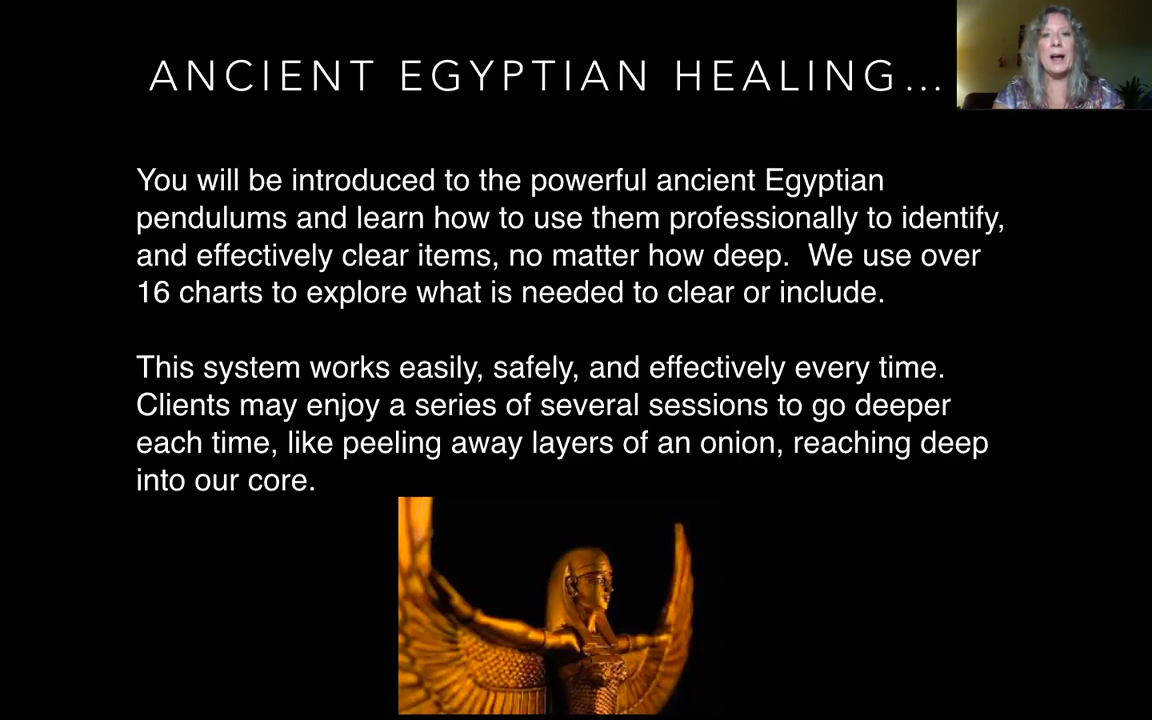 ANCIENT EGYPTIAN HEALING...
You will be introduced to the powerful ancient Egyptian
pendulums and learn how to use them professionally to identify,
and effectively clear items, no matter how deep.  We use over
16 charts to explore what is needed to clear or include.
This system works easily, safely, and effectively every time.
Clients may enjoy a series of several sessions to go deeper
each time, like peeling away layers of an onion, reaching deep
into our core.